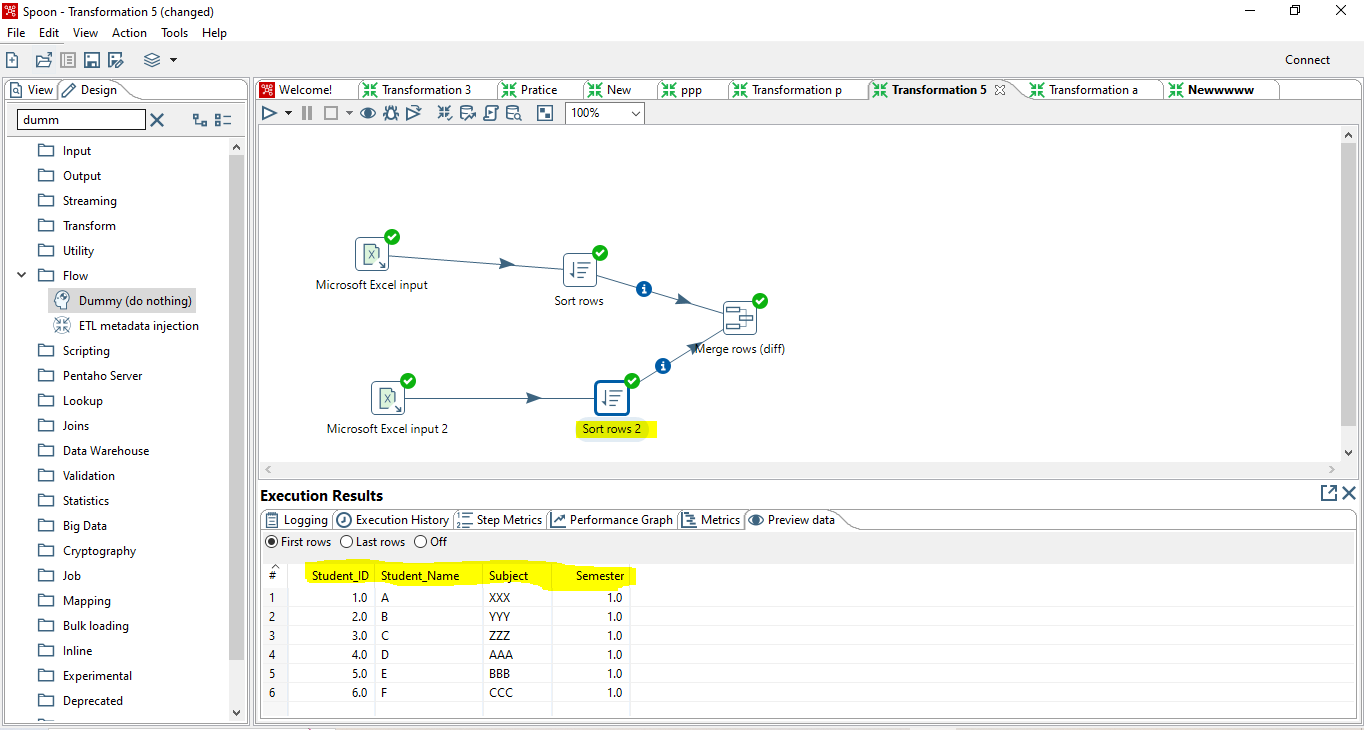 Spoon - Transformation 5 (changed)
File Edit View Action Tools Help
Connect
View Design
Welcome! Transformation 3 Pratice New ppp Transformation p Transformation 5 Transformation a Newwwww
dumm
100%
Input
Output
Streaming
Transform
Utility
Flow
Dummy (do nothing)
ETL metadata injection
Scripting
Pentaho Server
Lookup
Joins
Data Warehouse
Validation
Statistics
Big Data
Cryptography
Job
Mapping
Bulk loading
Inline
Experimental
Deprecated
Microsoft Excel input
Sort rows
Merge rows (diff)
Microsoft Excel input 2
Sort rows 2
Execution Results
Logging Execution History Step Metrics Performance Graph Metrics Preview data
First rows Last rows Off
# Student_ID Student_Name Subject Semester
1 1.0 A XXX 1.0
2 2.0 B YYY 1.0
3 3.0 C ZZZ 1.0
4 4.0 D AAA 1.0
5 5.0 E BBB 1.0
6 6.0 F CCC 1.0